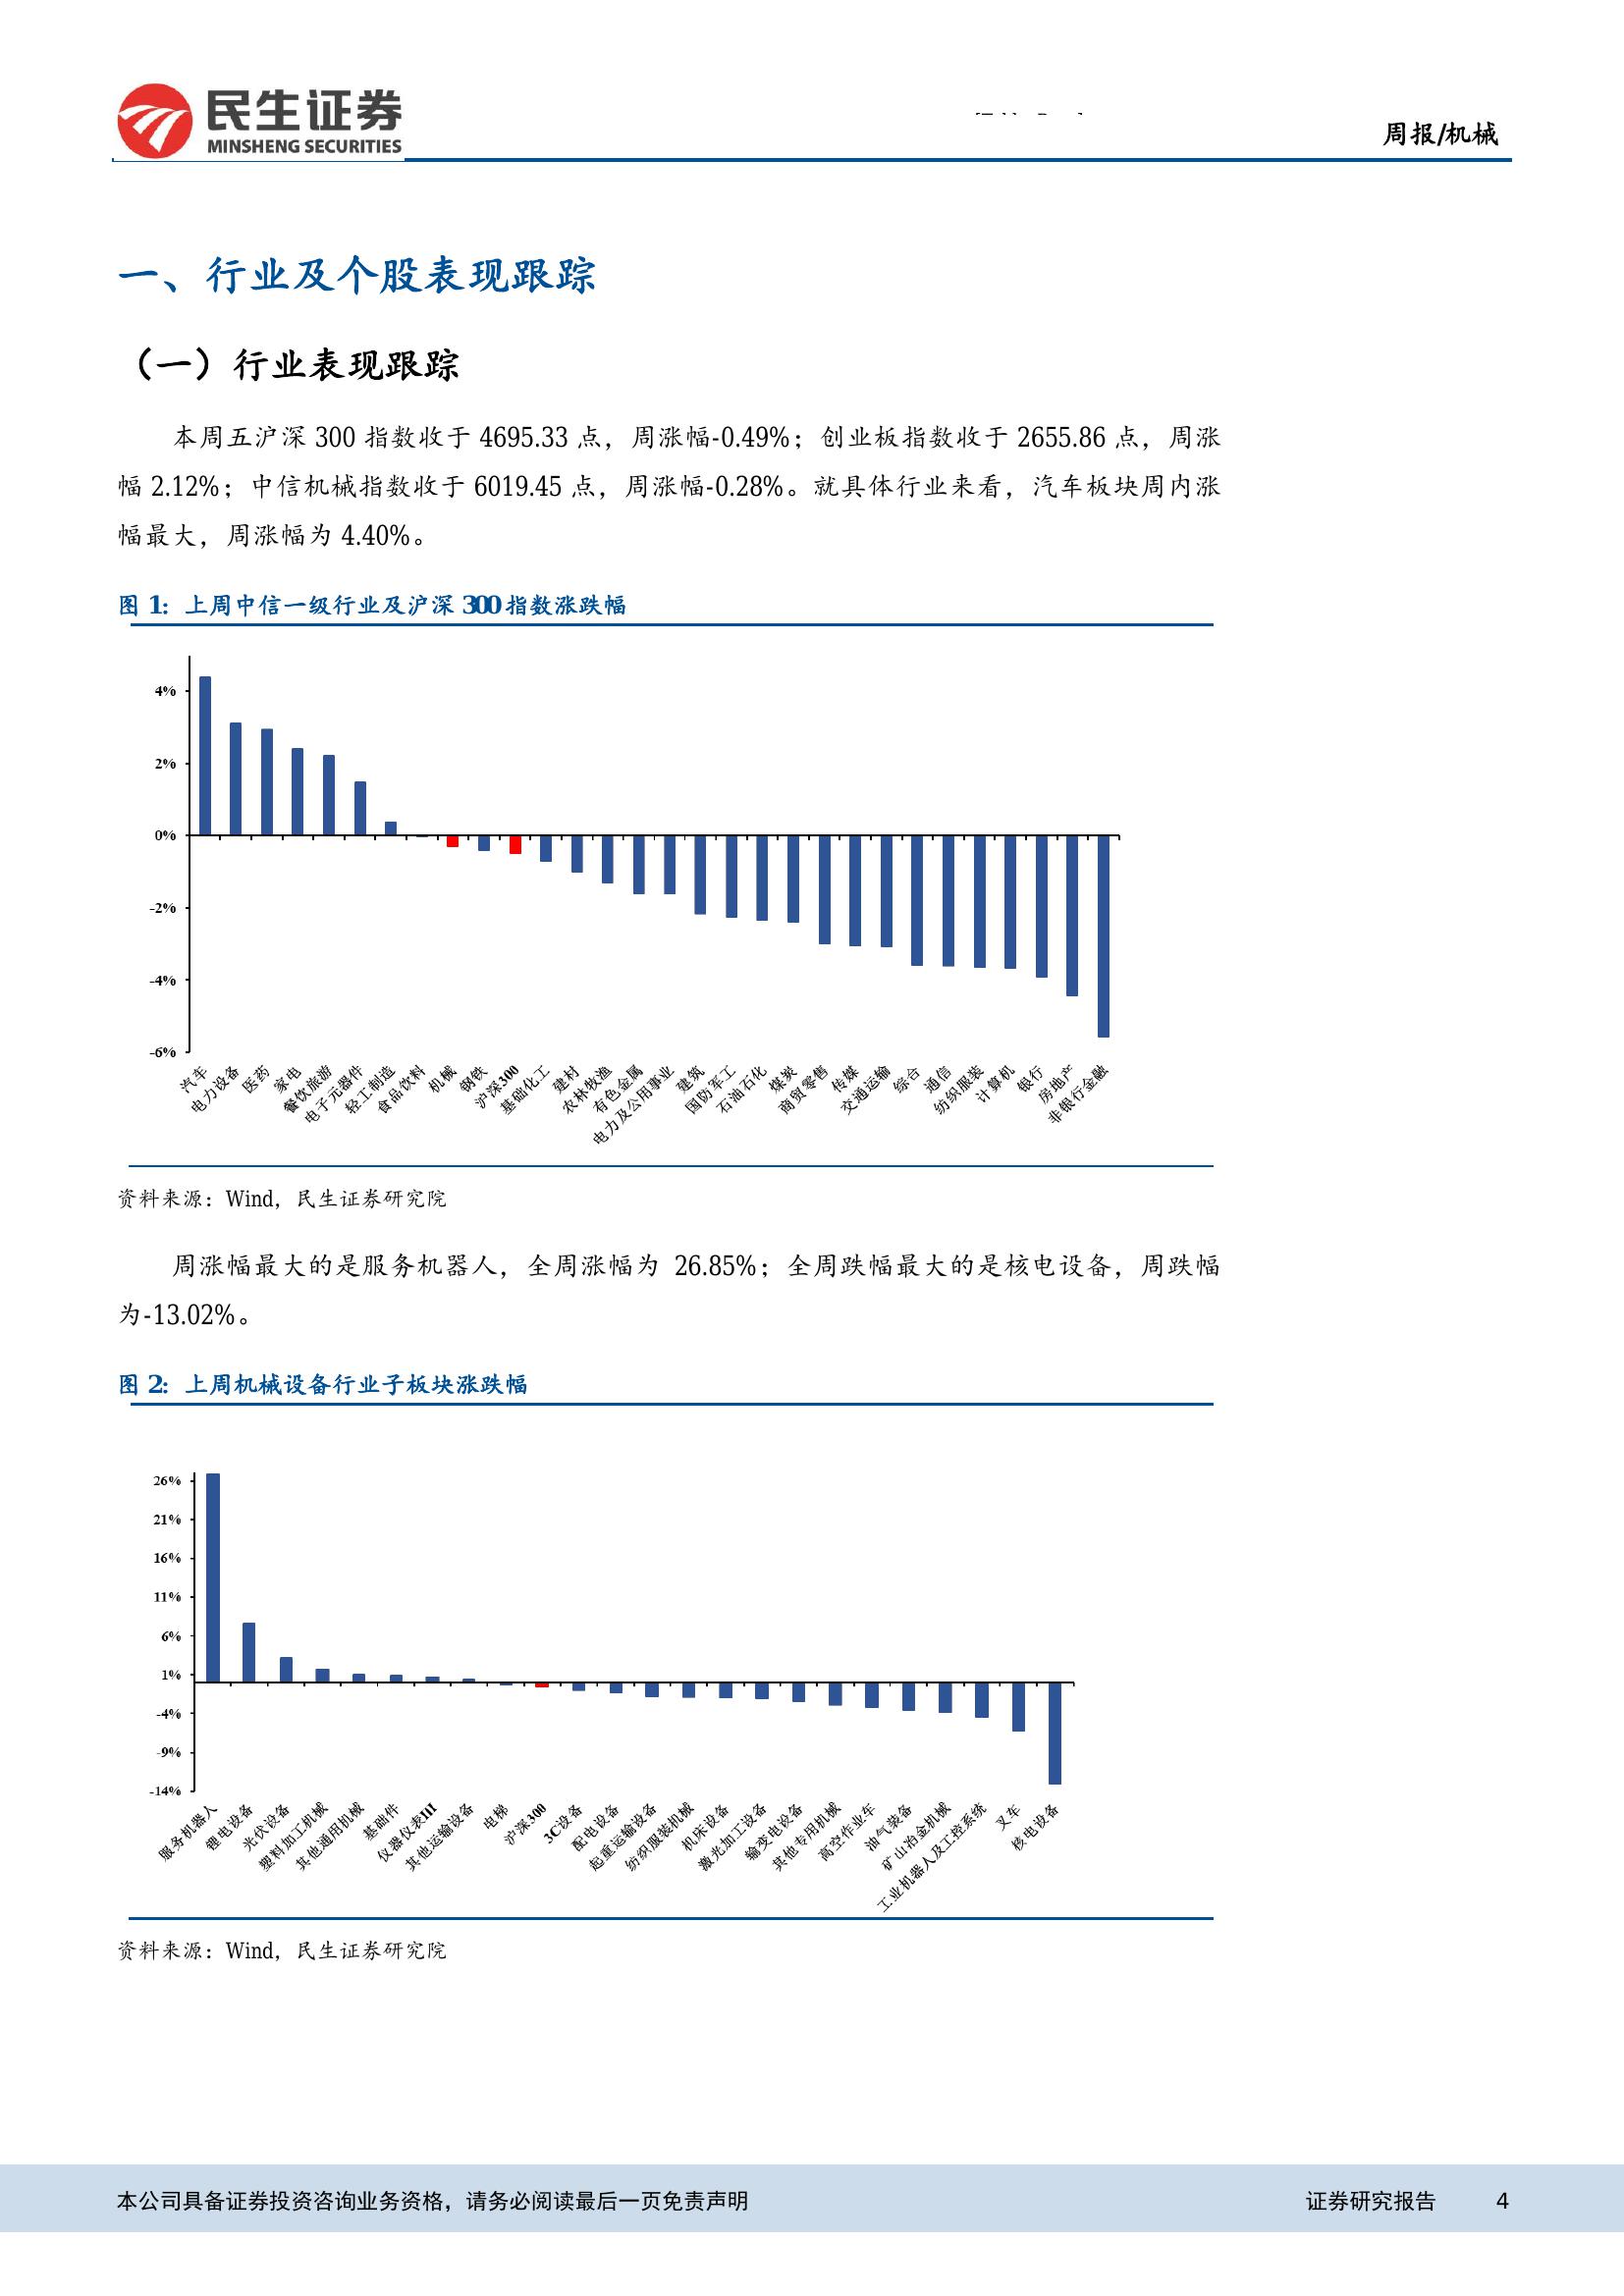 民生证券
MINSHENG SECURITIES
周报/机械
一、行业及个股表现跟踪
（一）行业表现跟踪
本周五沪深 300 指数收于 4695.33 点，周涨幅-0.49%；创业板指数收于 2655.86 点，周涨
幅 2.12%；中信机械指数收于 6019.45 点，周涨幅-0.28%。就具体行业来看，汽车板块周内涨
幅最大，周涨幅为 4.40%。
图 1：上周中信一级行业及沪深 300 指数涨跌幅
4%
2%
0%
-2%
-4%
-6%
汽车
电力设备
医药
家电
餐饮旅游
电子元器件
轻工制造
食品饮料
机械
钢铁
沪深300
基础化工
建材
农林牧渔
有色金属
电力及公用事业
建筑
国防军工
石油石化
煤炭
商贸零售
传媒
交通运输
综合
通信
纺织服装
计算机
银行
房地产
非银行金融
资料来源：Wind，民生证券研究院
周涨幅最大的是服务机器人，全周涨幅为 26.85%；全周跌幅最大的是核电设备，周跌幅
为-13.02%。
图 2：上周机械设备行业子板块涨跌幅
26%
21%
16%
11%
6%
1%
-4%
-9%
-14%
服务机器人
锂电设备
光伏设备
塑料加工机械
其他通用机械
基础件
仪器仪表III
其他运输设备
电梯
沪深300
3C设备
配电设备
起重运输设备
纺织服装机械
机床设备
激光加工设备
输变电设备
其他专用机械
高空作业车
油气装备
矿山冶金机械
工业机器人及工控系统
叉车
核电设备
资料来源：Wind，民生证券研究院
本公司具备证券投资咨询业务资格，请务必阅读最后一页免责声明
证券研究报告 4